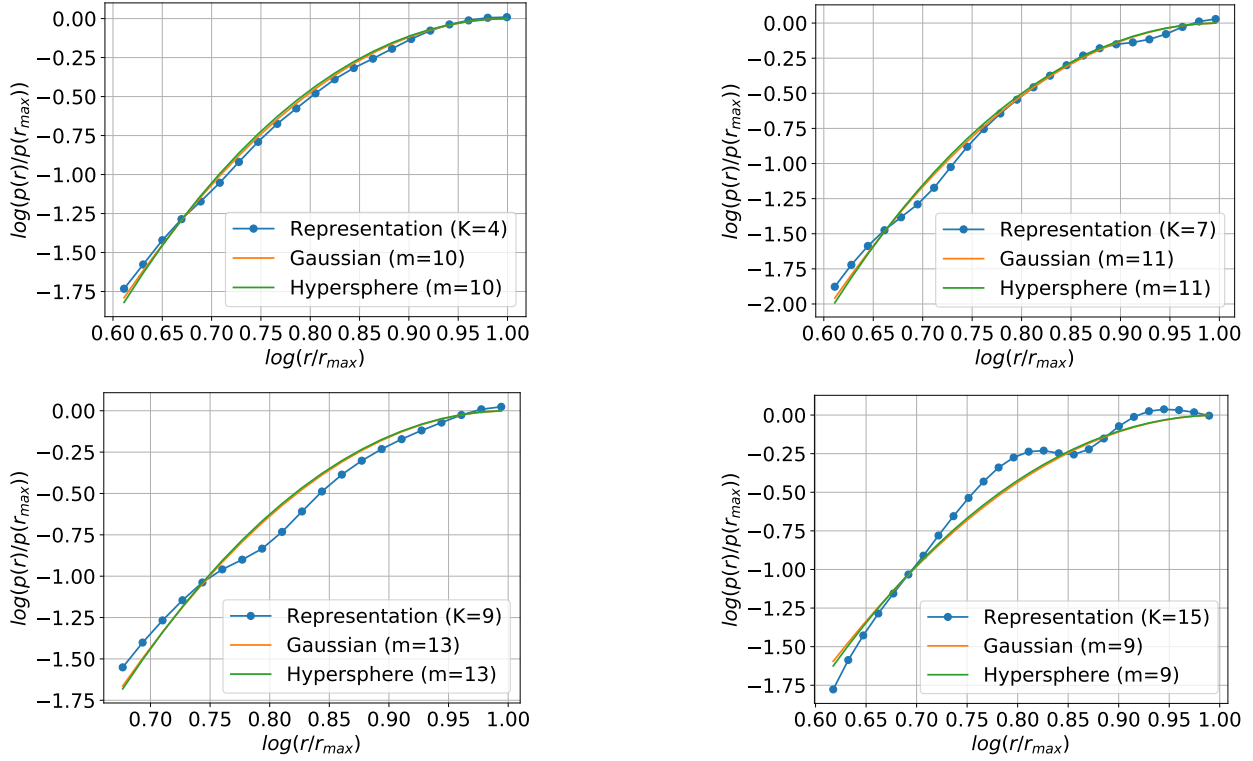 0.00
−0.25
−0.50
−0.75
−1.00
−1.25
−1.50
−1.75
log(p(r)/p(r_max))
0.60 0.65 0.70 0.75 0.80 0.85 0.90 0.95 1.00
log(r/r_max)
Representation (K=4)
Gaussian (m=10)
Hypersphere (m=10)
0.00
−0.25
−0.50
−0.75
−1.00
−1.25
−1.50
−1.75
−2.00
log(p(r)/p(r_max))
0.60 0.65 0.70 0.75 0.80 0.85 0.90 0.95 1.00
log(r/r_max)
Representation (K=7)
Gaussian (m=11)
Hypersphere (m=11)
0.00
−0.25
−0.50
−0.75
−1.00
−1.25
−1.50
−1.75
log(p(r)/p(r_max))
0.70 0.75 0.80 0.85 0.90 0.95 1.00
log(r/r_max)
Representation (K=9)
Gaussian (m=13)
Hypersphere (m=13)
0.00
−0.25
−0.50
−0.75
−1.00
−1.25
−1.50
−1.75
log(p(r)/p(r_max))
0.60 0.65 0.70 0.75 0.80 0.85 0.90 0.95 1.00
log(r/r_max)
Representation (K=15)
Gaussian (m=9)
Hypersphere (m=9)